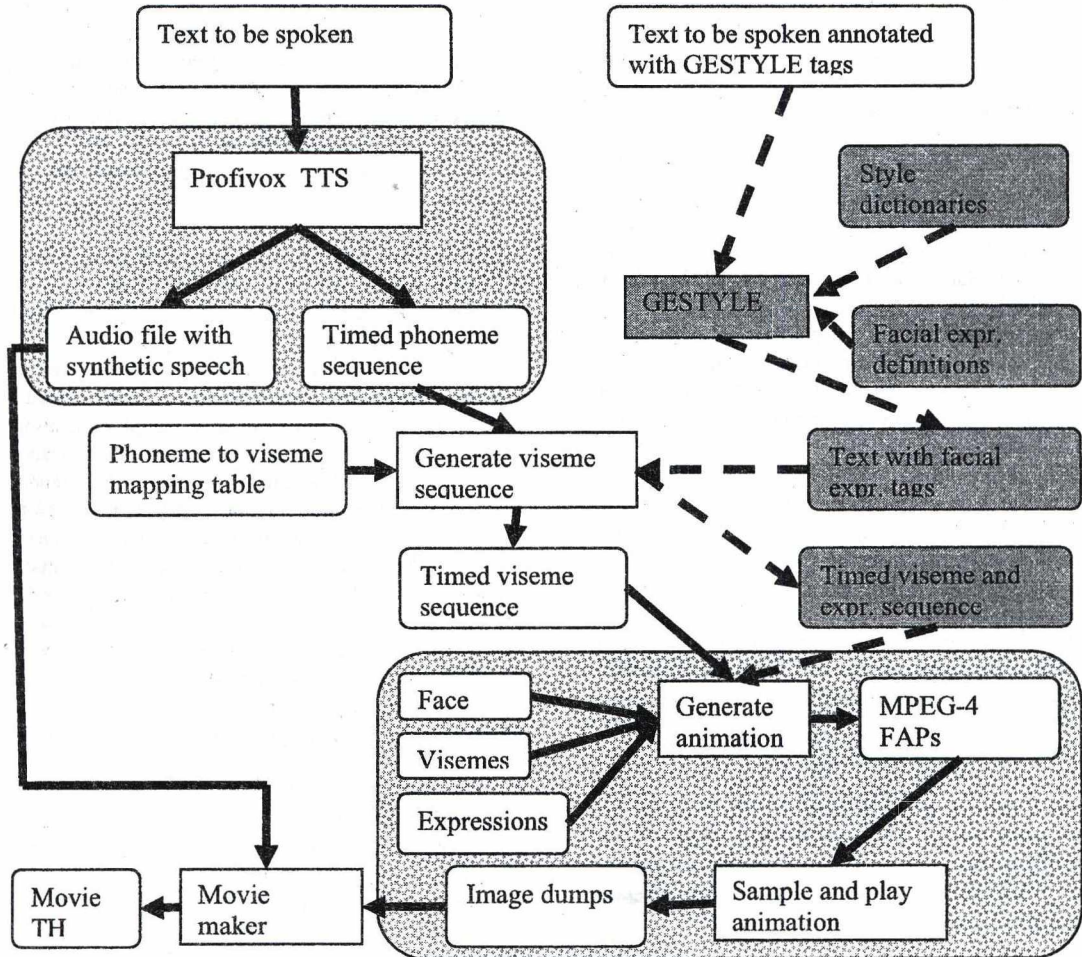 Text to be spoken
Text to be spoken annotated
with GESTYLE tags
Profivox TTS
Style
dictionaries
GESTYLE
Audio file with
synthetic speech
Timed phoneme
sequence
Facial expr.
definitions
Phoneme to viseme
mapping table
Generate viseme
sequence
Text with facial
expr. tags
Timed viseme
sequence
Timed viseme and
expr. sequence
Face
Visemes
Expressions
Generate
animation
MPEG-4
FAPs
Movie
TH
Movie
maker
Image dumps
Sample and play
animation